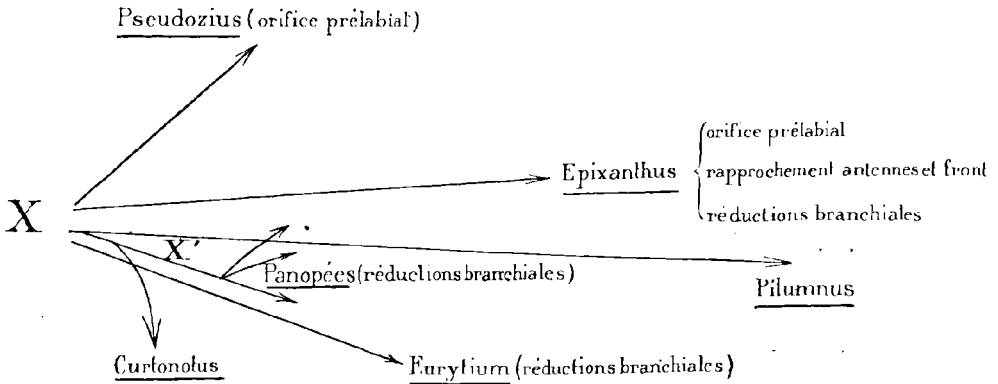 Pseudozius (orifice prélabial)
orifice prélabial
Epixanthus
rapprochement antennes et front
réductions branchiales
X
X'
Panopées (réductions branchiales)
Pilumnus
Curtonotus
Eurytium (réductions branchiales)